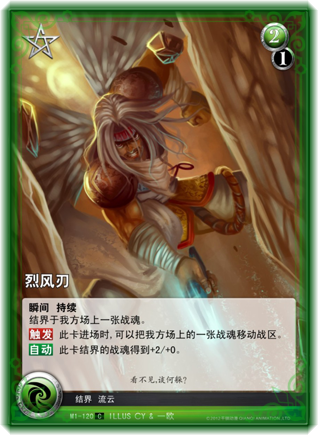 2
1
烈风刃
瞬间 持续
结界于我方场上一张战魂。
触发 此卡进场时，可以把我方场上的一张战魂移动战区。
自动 此卡结界的战魂得到+2/+0。
看不见,谈何躲?
结界 流云
M1-120 C ILLUS CY & 一欧